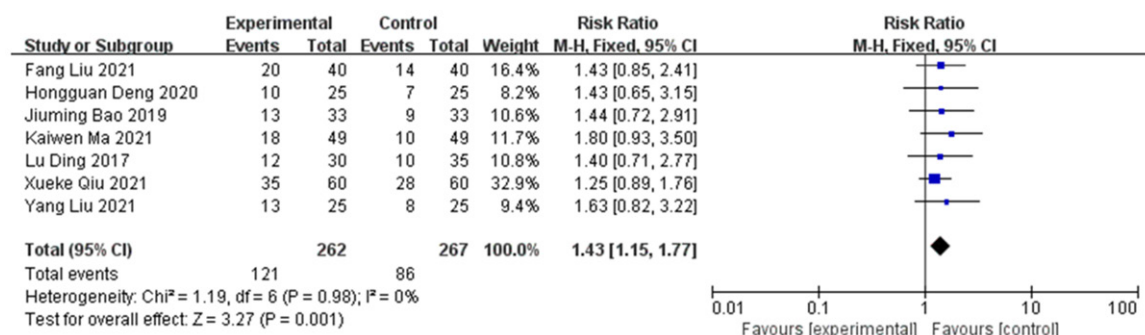 Experimental Control Risk Ratio Risk Ratio
Study or Subgroup Events Total Events Total Weight M-H, Fixed, 95% CI M-H, Fixed, 95% CI
Fang Liu 2021 20 40 14 40 16.4% 1.43 [0.85, 2.41]
Hongguan Deng 2020 10 25 7 25 8.2% 1.43 [0.65, 3.15]
Jiuming Bao 2019 13 33 9 33 10.6% 1.44 [0.72, 2.91]
Kaiwen Ma 2021 18 49 10 49 11.7% 1.80 [0.93, 3.50]
Lu Ding 2017 12 30 10 35 10.8% 1.40 [0.71, 2.77]
Xueke Qiu 2021 35 60 28 60 32.9% 1.25 [0.89, 1.76]
Yang Liu 2021 13 25 8 25 9.4% 1.63 [0.82, 3.22]
Total (95% CI) 262 267 100.0% 1.43 [1.15, 1.77]
Total events 121 86
Heterogeneity: Chi² = 1.19, df = 6 (P = 0.98); I² = 0%
Test for overall effect: Z = 3.27 (P = 0.001)
0.01 0.1 1 10 100
Favours [experimental] Favours [control]